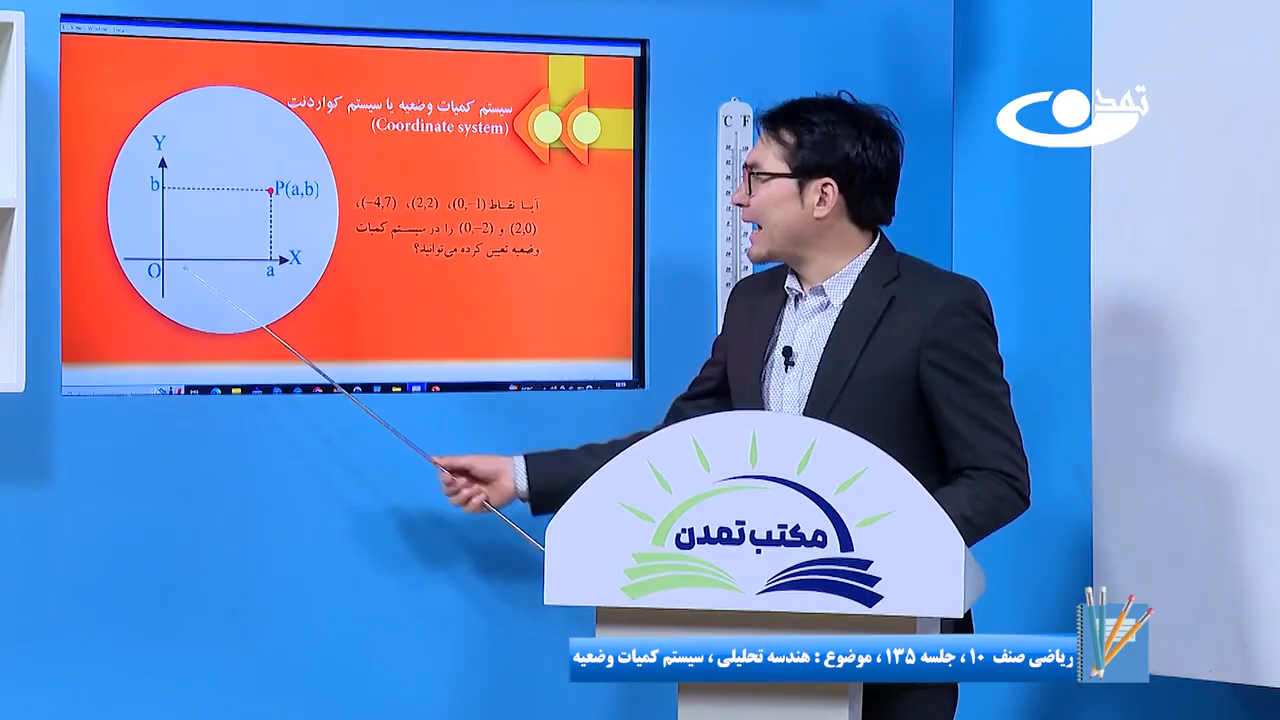 سیستم کمیات وضعیه یا سیستم کواردنت
(Coordinate system)
Y
b
P(a,b)
O
a
X
آیا نقاط (0,−1)، (2,2)، (−4,7)،
(2,0) و (0,−2) را در سیستم کمیات
وضعیه تعیین کرده می‌توانید؟
°C °F
تمدن
مکتب تمدن
ریاضی صنف ۱۰ ، جلسه ۱۳۵ ، موضوع : هندسه تحلیلی ، سیستم کمیات وضعیه